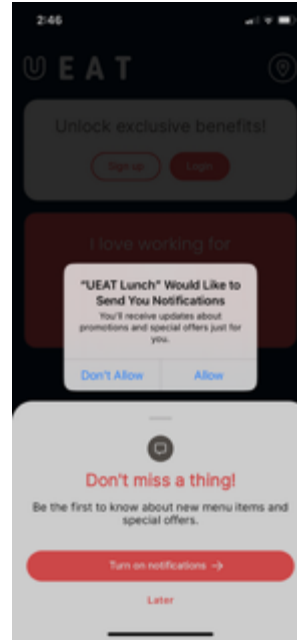 2:46
UEAT
Unlock exclusive benefits!
Sign up
Login
I love working for
"UEAT Lunch" Would Like to
Send You Notifications
You'll receive updates about
promotions and special offers just for
you.
Don't Allow
Allow
Don't miss a thing!
Be the first to know about new menu items and
special offers.
Turn on notifications →
Later